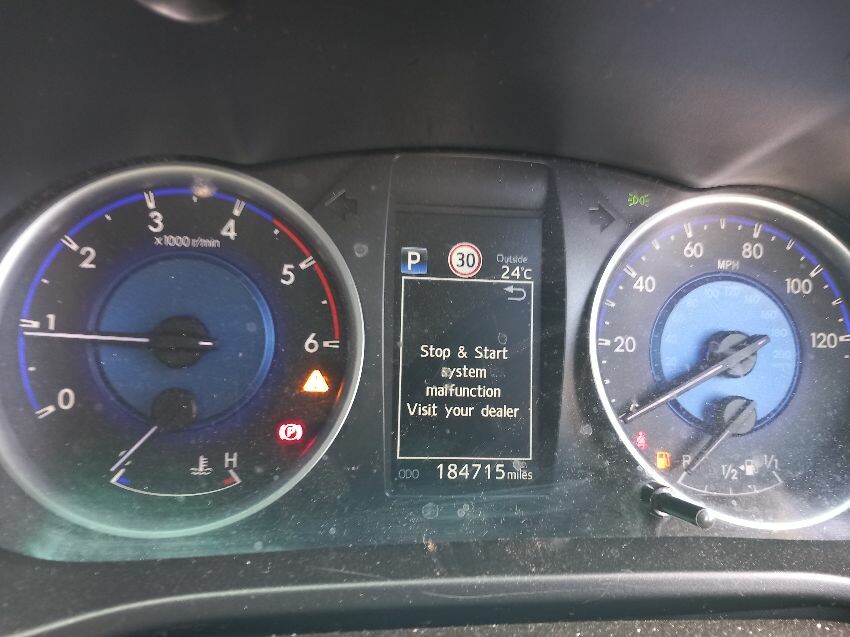 0
1
2
3
4
5
6
x1000 r/min
H
P
30
Outside
24°C
Stop & Start
system
malfunction
Visit your dealer
ODO 184715 miles
20
40
60
80
100
120
MPH
R
1/2
1/1